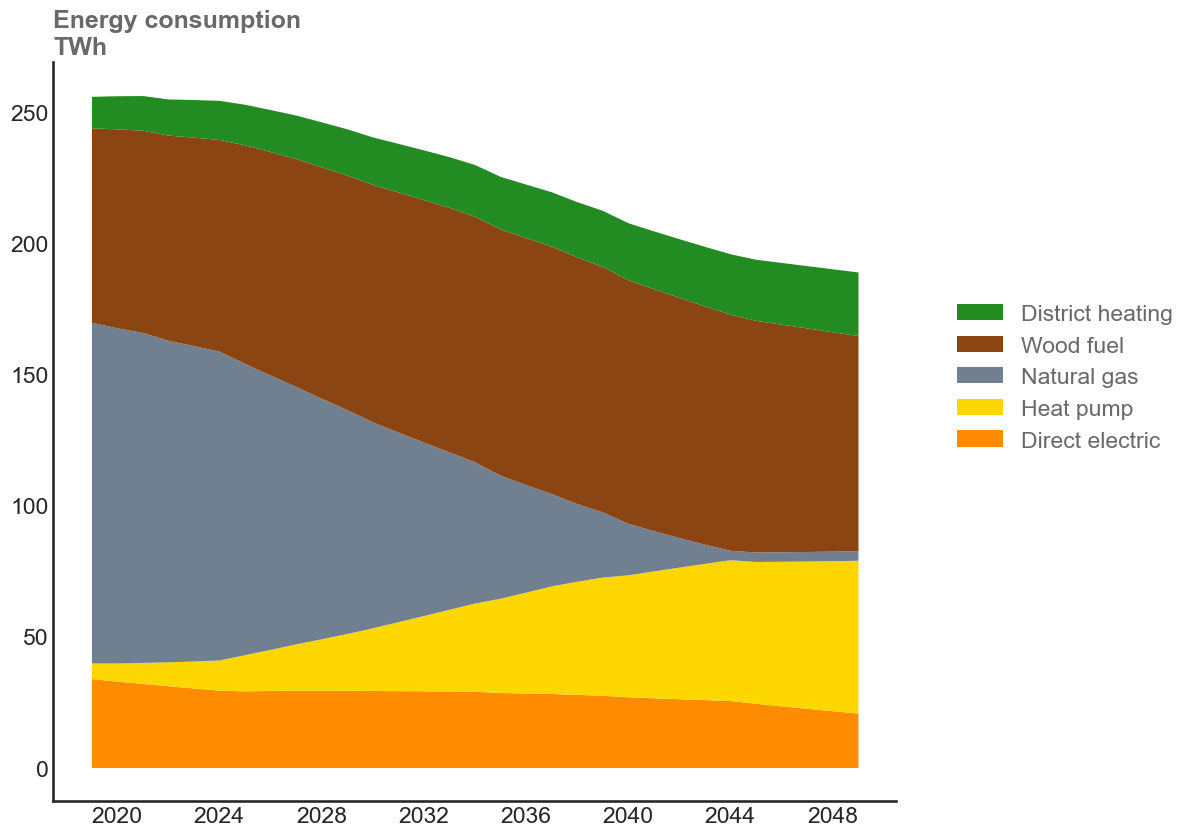 Energy consumption
TWh
250
200
150
100
50
0
2020 2024 2028 2032 2036 2040 2044 2048
District heating
Wood fuel
Natural gas
Heat pump
Direct electric